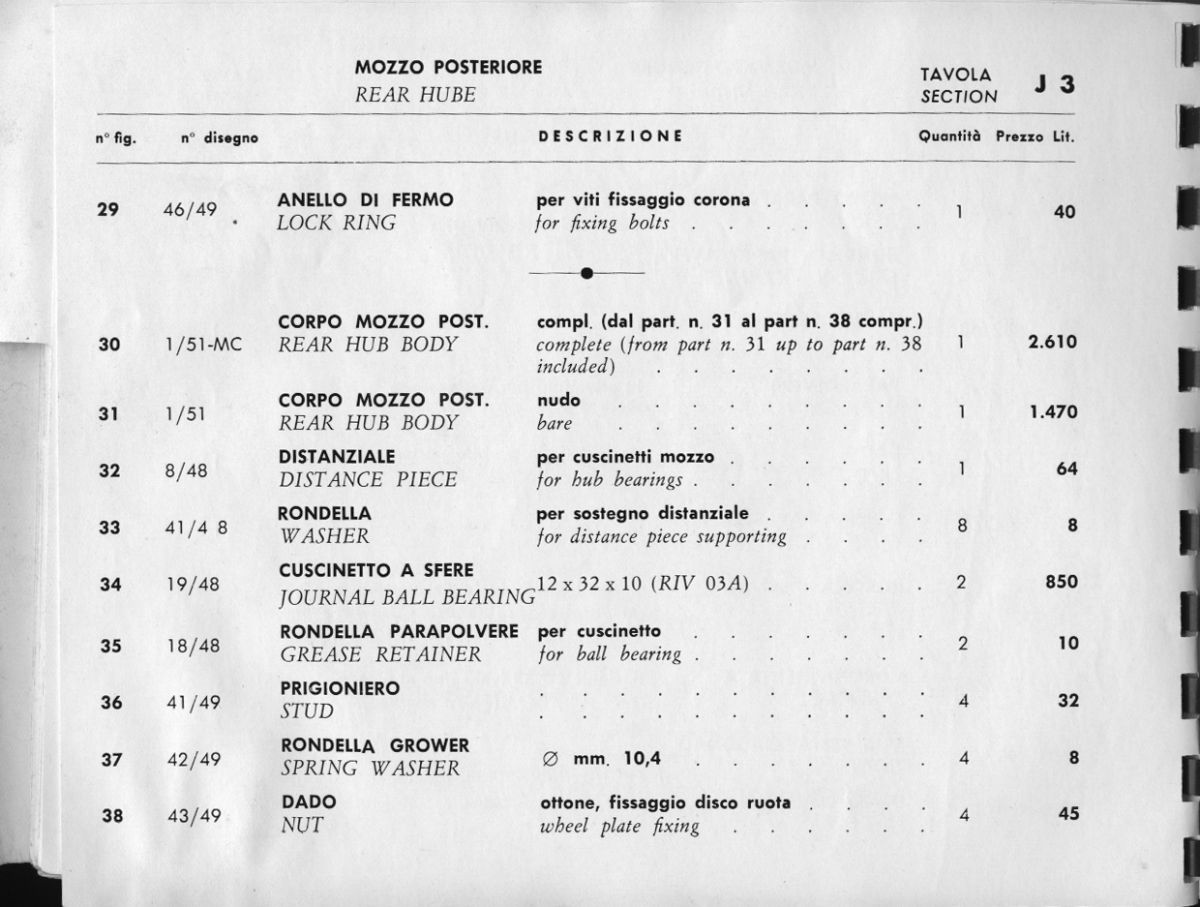 MOZZO POSTERIORE
REAR HUBE
TAVOLA
SECTION
J 3
n° fig. n° disegno DESCRIZIONE Quantità Prezzo Lit.
29 46/49 ANELLO DI FERMO per viti fissaggio corona . . . . . 1 40
LOCK RING for fixing bolts . . . . . . .
30 1/51-MC CORPO MOZZO POST. compl. (dal part. n. 31 al part n. 38 compr.)
REAR HUB BODY complete (from part n. 31 up to part n. 38 1 2.610
included) . . . . . . . .
31 1/51 CORPO MOZZO POST. nudo . . . . . . . . . 1 1.470
REAR HUB BODY bare . . . . . . . . .
32 8/48 DISTANZIALE per cuscinetti mozzo . . . . . . 1 64
DISTANCE PIECE for hub bearings . . . . . . .
33 41/4 8 RONDELLA per sostegno distanziale . . . . . 8 8
WASHER for distance piece supporting . . . .
34 19/48 CUSCINETTO A SFERE 12 x 32 x 10 (RIV 03A) . . . . . 2 850
JOURNAL BALL BEARING
35 18/48 RONDELLA PARAPOLVERE per cuscinetto . . . . . . . 2 10
GREASE RETAINER for ball bearing . . . . . . .
36 41/49 PRIGIONIERO . . . . . . . . . . . 4 32
STUD . . . . . . . . . . .
37 42/49 RONDELLA GROWER ∅ mm. 10,4 . . . . . . . 4 8
SPRING WASHER
38 43/49 DADO ottone, fissaggio disco ruota . . . . 4 45
NUT wheel plate fixing . . . . . .